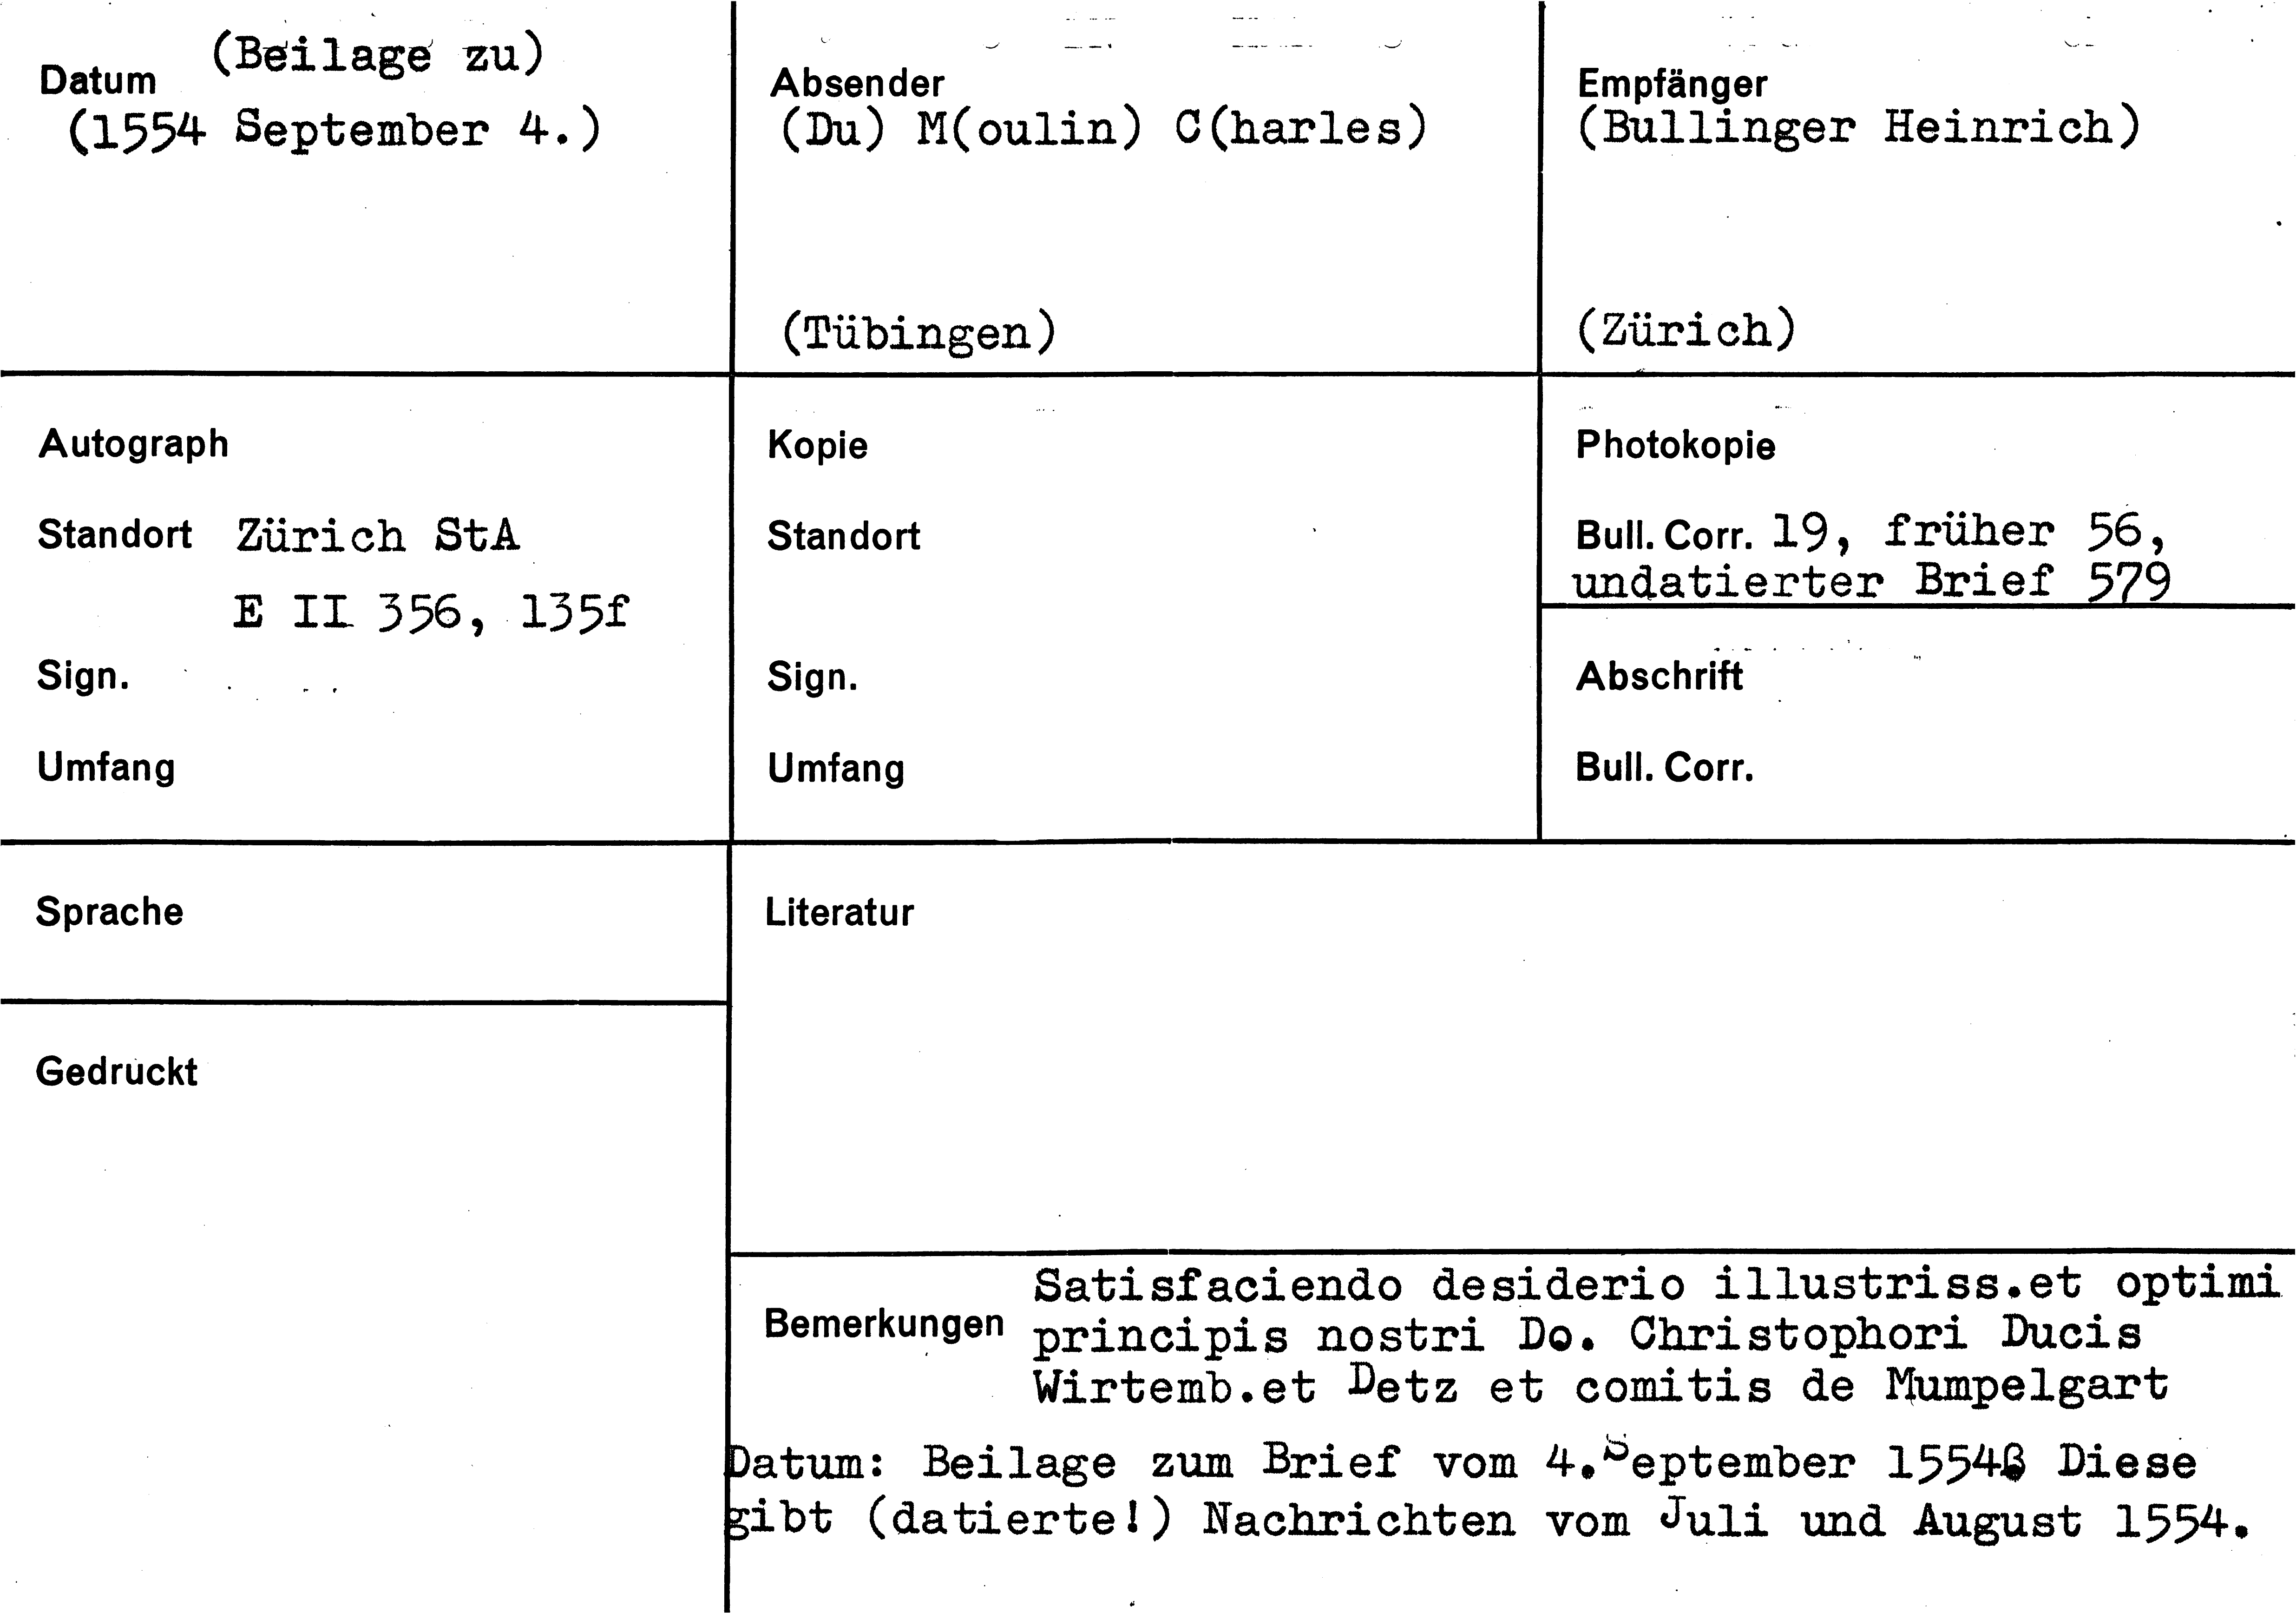 Datum (Beilage zu)
(1554 September 4.)
Absender
(Du) M(oulin) C(harles)
(Tübingen)
Empfänger
(Bullinger Heinrich)
(Zürich)
Autograph
Standort Zürich StA
E II 356, 135f
Sign.
Umfang
Kopie
Standort
Sign.
Umfang
Photokopie
Bull. Corr. 19, früher 56,
undatierter Brief 579
Abschrift
Bull. Corr.
Sprache
Gedruckt
Literatur
Bemerkungen
Satisfaciendo desiderio illustriss.et optimi
principis nostri Do. Christophori Ducis
Wirtemb.et Detz et comitis de Mumpelgart
Datum: Beilage zum Brief vom 4.September 1554 Diese
gibt (datierte!) Nachrichten vom Juli und August 1554.